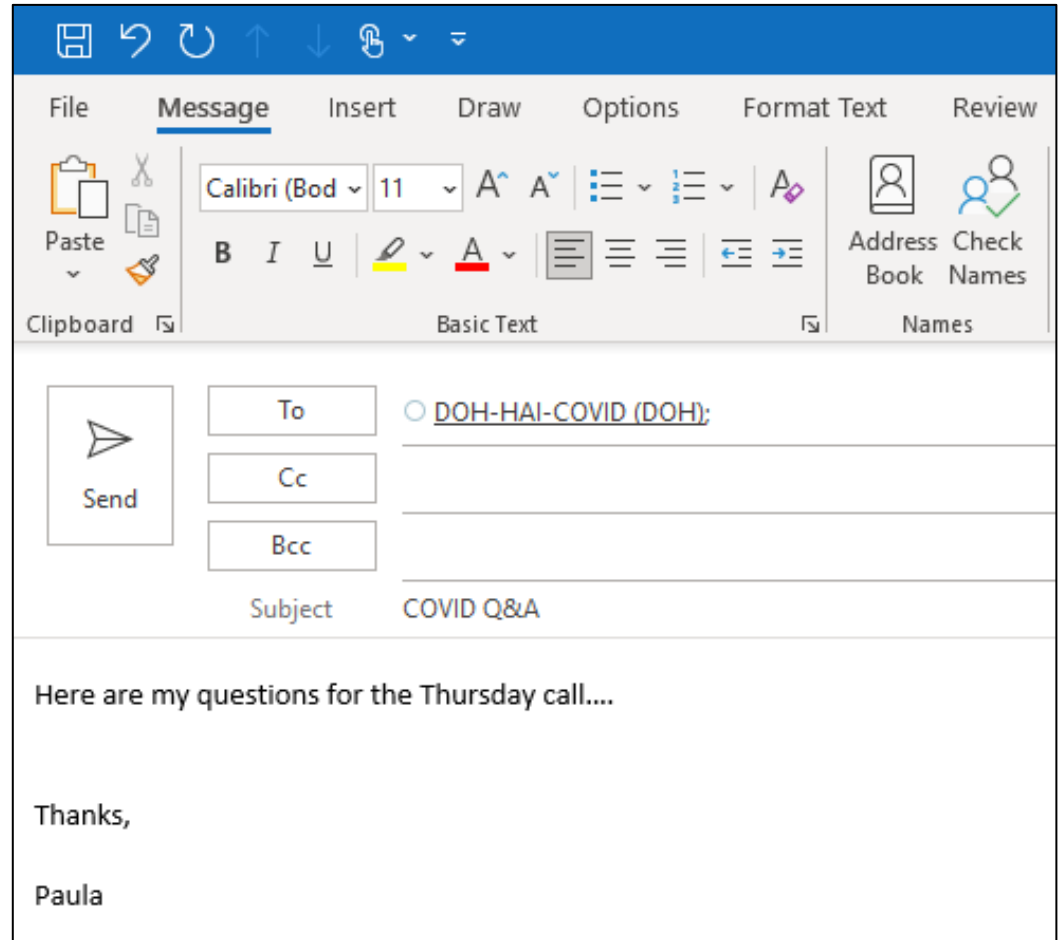 File Message Insert Draw Options Format Text Review
Calibri (Bod 11 A A A
Paste
B I U A
Address Check
Book Names
Clipboard Basic Text Names
To DOH-HAI-COVID (DOH);
Cc
Send
Bcc
Subject COVID Q&A
Here are my questions for the Thursday call....
Thanks,
Paula